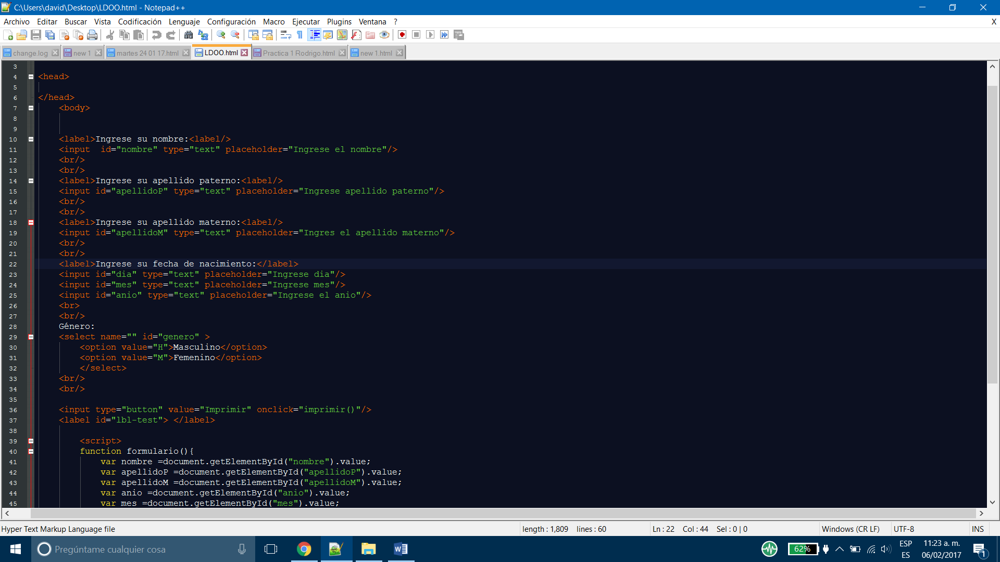 C:\Users\david\Desktop\LDOO.html - Notepad++
Archivo Editar Buscar Vista Codificación Lenguaje Configuración Macro Ejecutar Plugins Ventana ? X
change.log new 1 martes 24 01 17.html LDOO.html Practica 1 Rodrigo.html new 1.html
3
4 <head>
5
6 </head>
7 <body>
8
9
10 <label>Ingrese su nombre:<label/>
11 <input  id="nombre" type="text" placeholder="Ingrese el nombre"/>
12 <br/>
13 <br/>
14 <label>Ingrese su apellido paterno:<label/>
15 <input id="apellidoP" type="text" placeholder="Ingrese apellido paterno"/>
16 <br/>
17 <br/>
18 <label>Ingrese su apellido materno:<label/>
19 <input id="apellidoM" type="text" placeholder="Ingres el apellido materno"/>
20 <br/>
21 <br/>
22 <label>Ingrese su fecha de nacimiento:</label>
23 <input id="dia" type="text" placeholder="Ingrese dia"/>
24 <input id="mes" type="text" placeholder="Ingrese mes"/>
25 <input id="anio" type="text" placeholder="Ingrese el anio"/>
26 <br>
27 <br/>
28 Género:
29 <select name="" id="genero" >
30 <option value="H">Masculino</option>
31 <option value="M">Femenino</option>
32 </select>
33 <br/>
34 <br/>
35
36 <input type="button" value="Imprimir" onclick="imprimir()"/>
37 <label id="lbl-test"> </label>
38
39 <script>
40 function formulario(){
41 var nombre =document.getElementById("nombre").value;
42 var apellidoP =document.getElementById("apellidoP").value;
43 var apellidoM =document.getElementById("apellidoM").value;
44 var anio =document.getElementById("anio").value;
45 var mes =document.getElementById("mes").value;
Hyper Text Markup Language file length : 1,809 lines : 60 Ln : 22 Col : 44 Sel : 0 | 0 Windows (CR LF) UTF-8 INS
Pregúntame cualquier cosa 62% ESP 11:23 a. m.
ES 06/02/2017 1